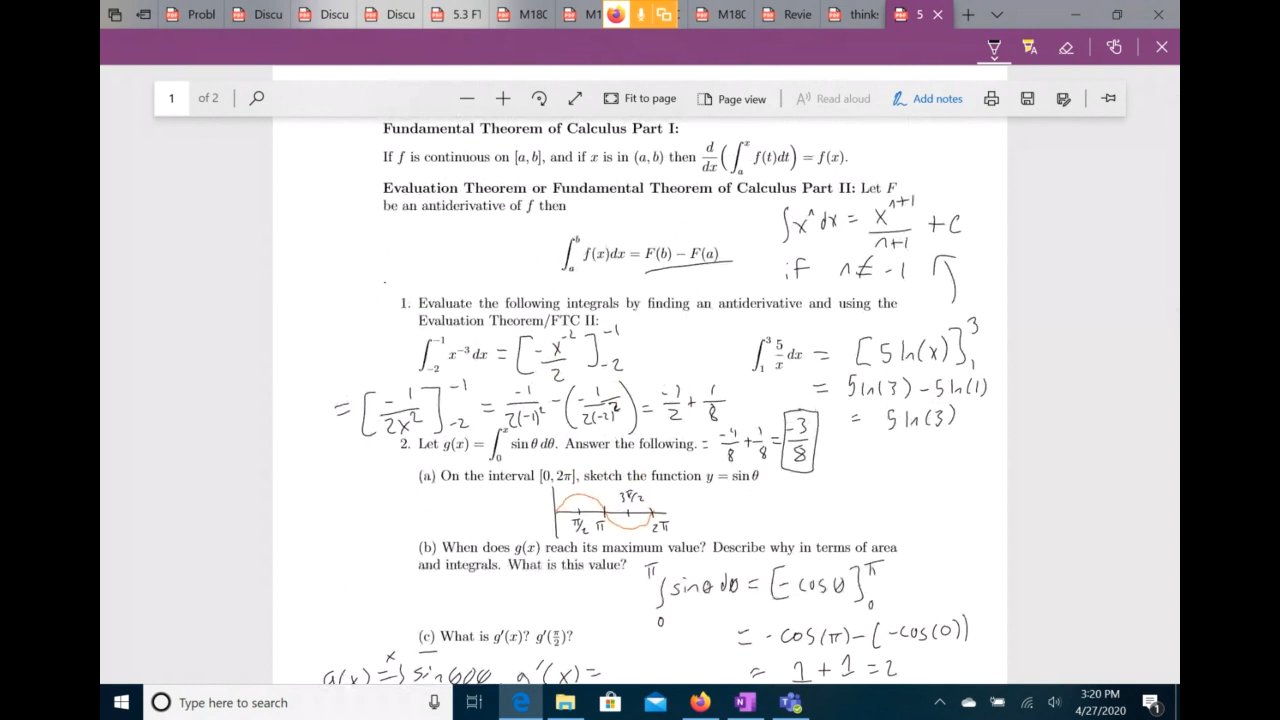 Probl
Discu
Discu
Discu
5.3 FT
M180
M1
M180
Revie
think
5
1 of 2
Fit to page
Page view
Read aloud
Add notes
Fundamental Theorem of Calculus Part I:
If f is continuous on [a, b], and if x is in (a, b) then d/dx (∫_a^x f(t)dt) = f(x).
Evaluation Theorem or Fundamental Theorem of Calculus Part II: Let F
be an antiderivative of f then
∫x^n dx = x^(n+1)/(n+1) + C
∫_a^b f(x)dx = F(b) − F(a)
if n ≠ -1
1. Evaluate the following integrals by finding an antiderivative and using the
Evaluation Theorem/FTC II:
∫_{-2}^{-1} x^{-3} dx = [-x^{-2}/2]_{-2}^{-1}
∫_1^3 5/x dx = [5 ln(x)]_1^3
= 5ln(3) - 5ln(1)
= 5 ln(3)
= [-1/2x^2]_{-2}^{-1} = -1/2(-1)^2 - (-1/2(-2)^2) = -1/2 + 1/8
2. Let g(x) = ∫_0^x sin θ dθ. Answer the following. = -4/8 + 1/8 = -3/8
(a) On the interval [0, 2π], sketch the function y = sin θ
3π/2
π/2 π 2π
(b) When does g(x) reach its maximum value? Describe why in terms of area
and integrals. What is this value?
∫_0^π sinθ dθ = [-cosθ]_0^π
(c) What is g′(x)? g′(π/2)?
= -cos(π) - (-cos(0))
= 1 + 1 = 2
g'(x) =
Type here to search
3:20 PM
4/27/2020
1